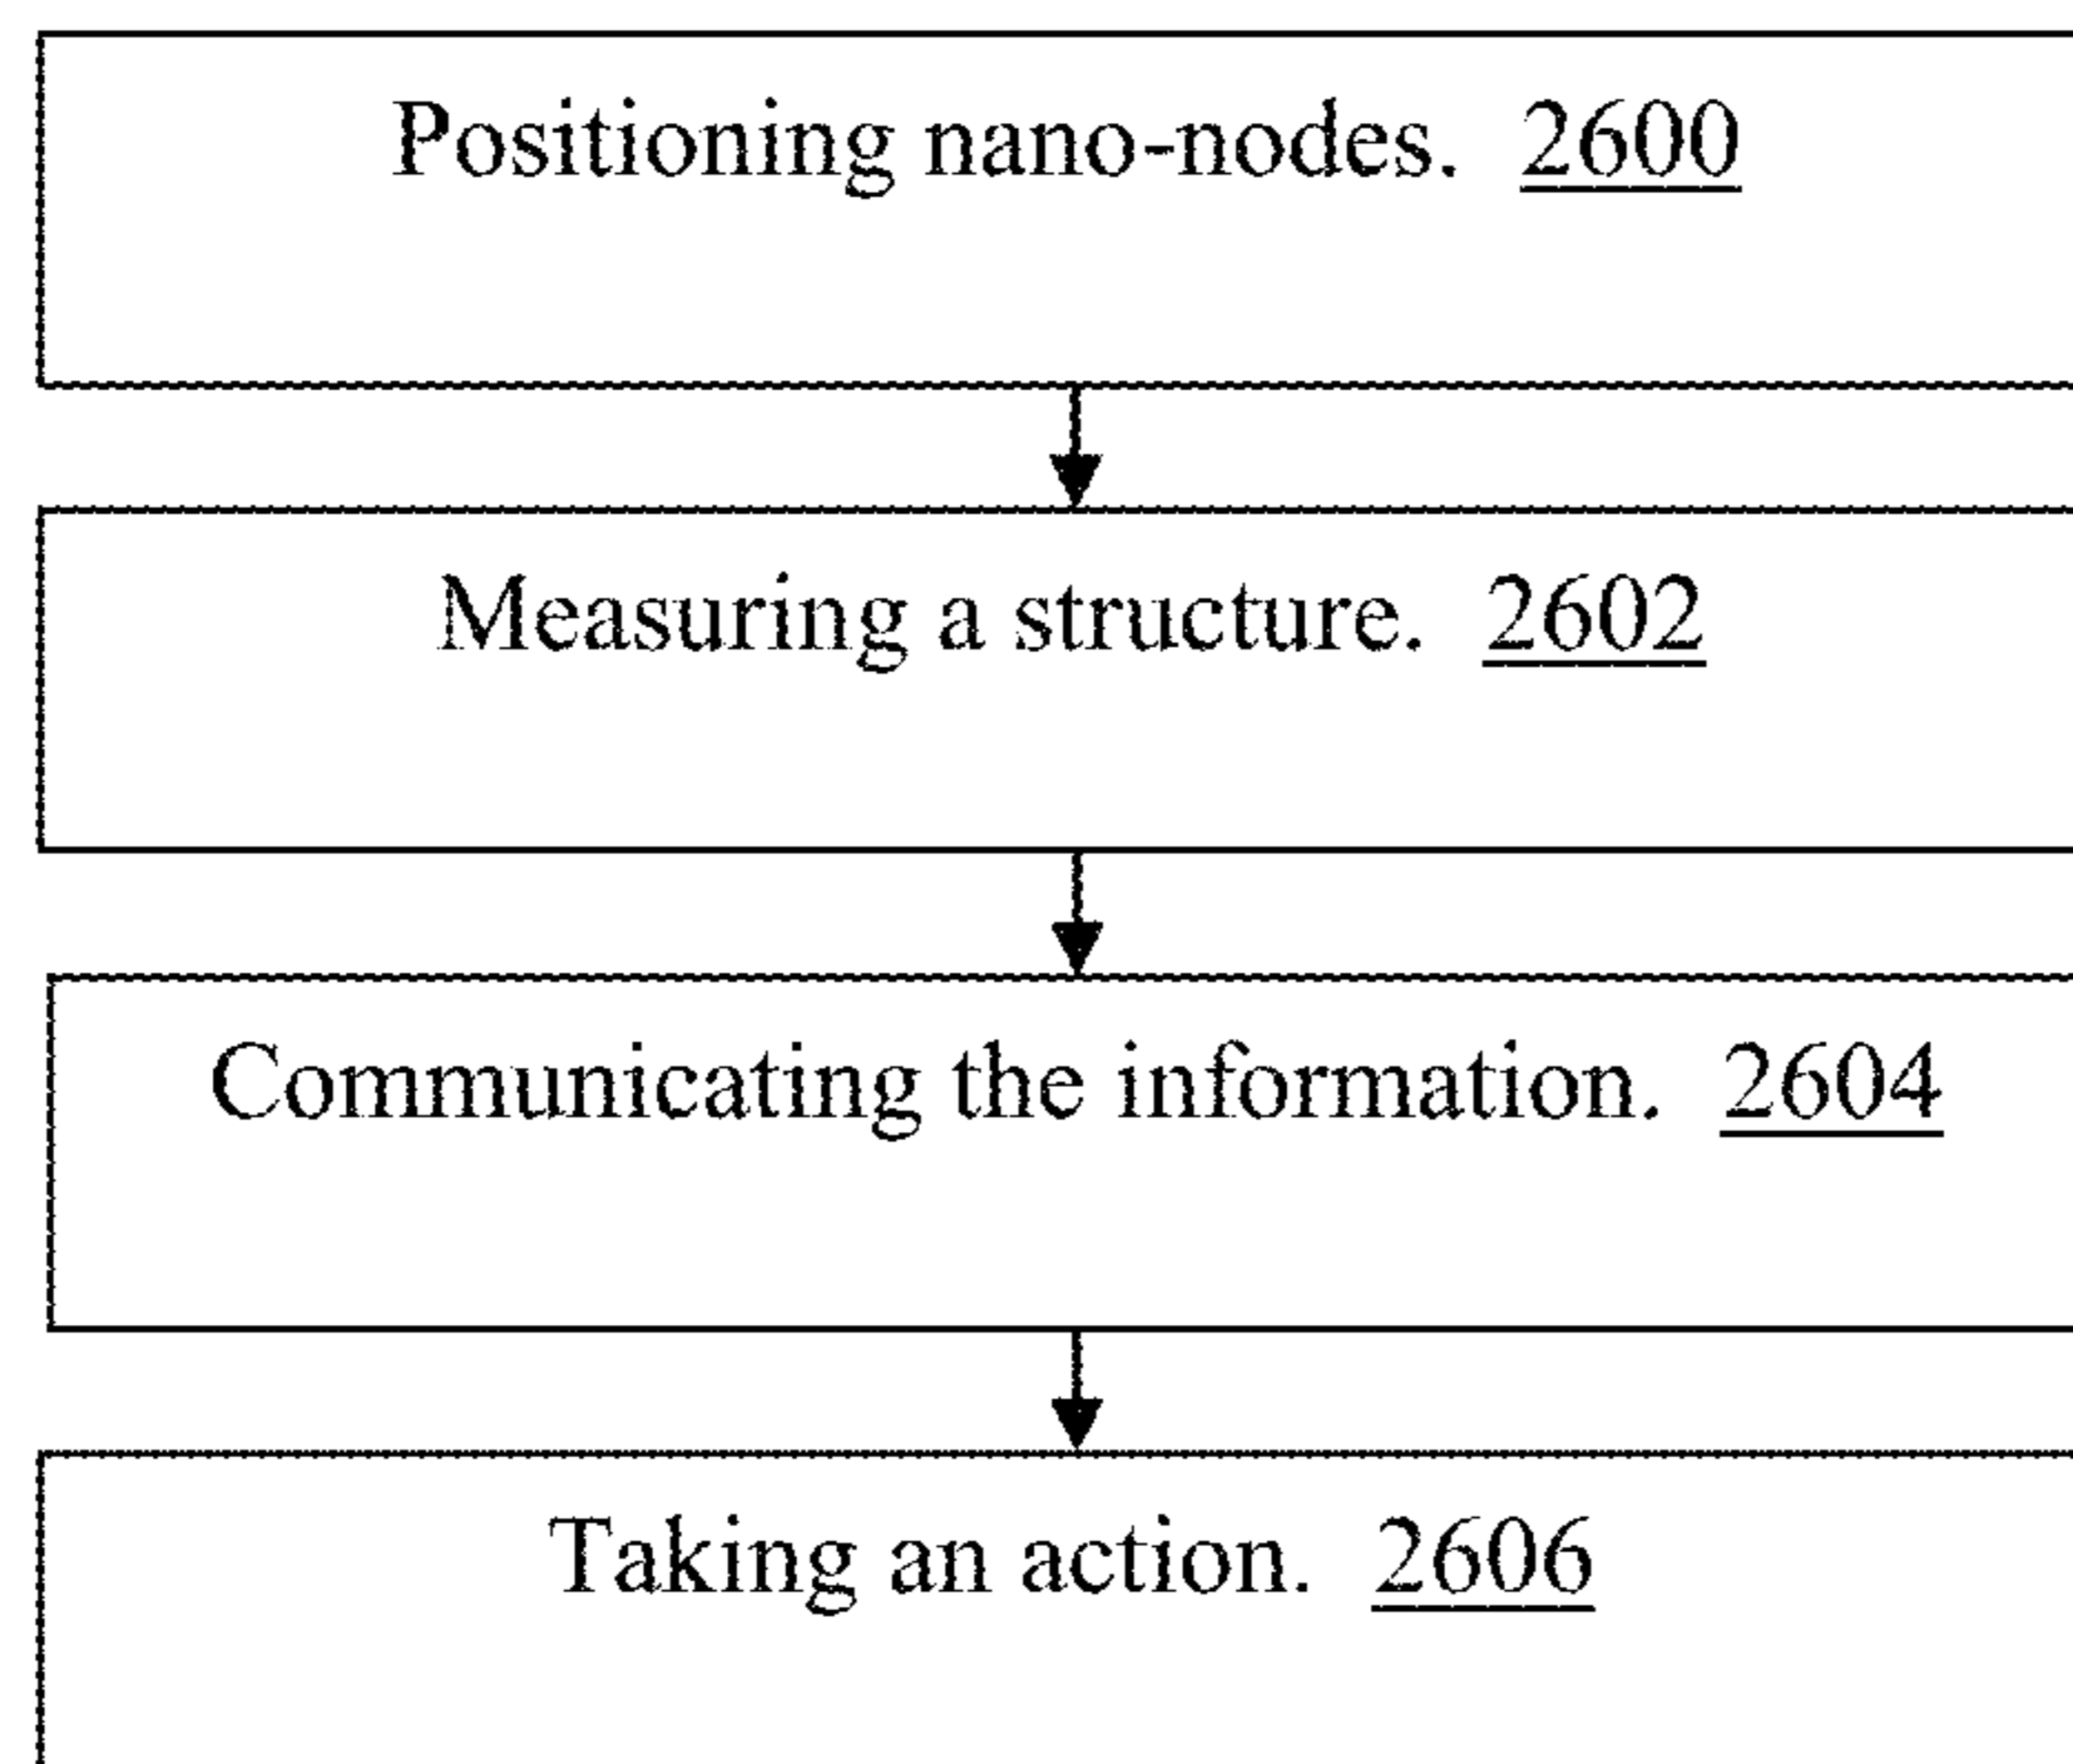 Positioning nano-nodes. 2600
Measuring a structure. 2602
Communicating the information. 2604
Taking an action. 2606